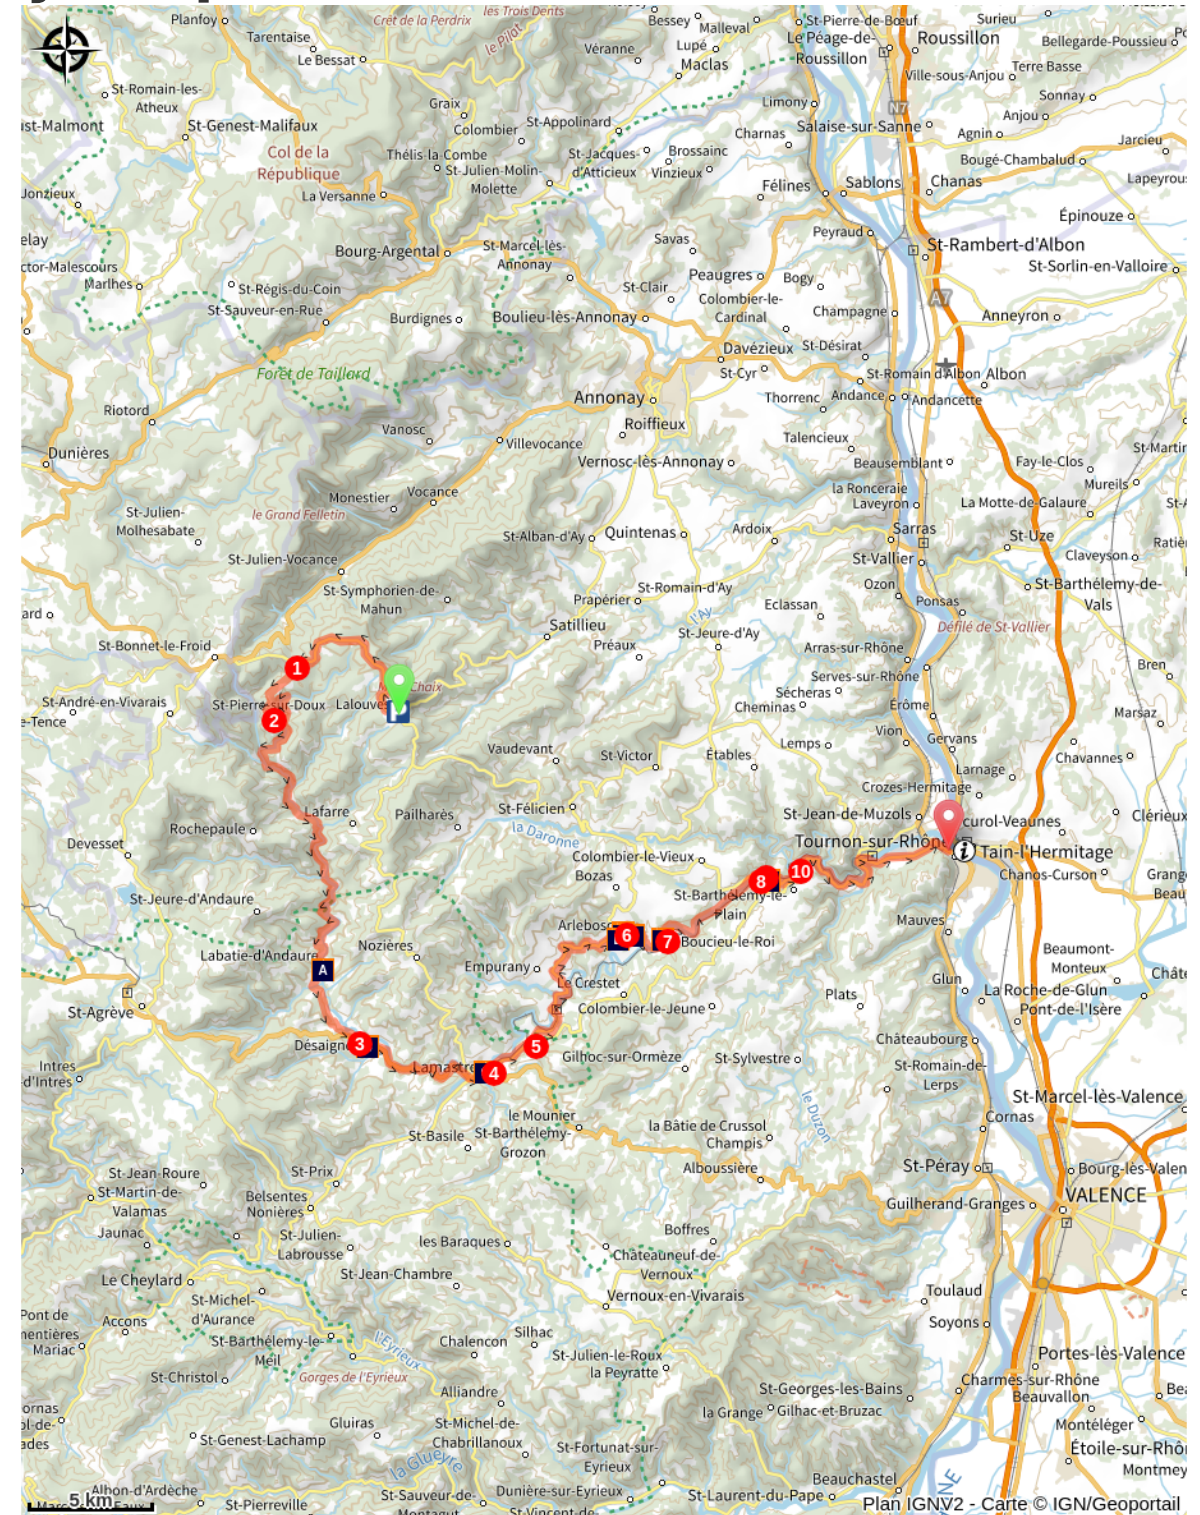 Planfoy
Crêt de la Perdrix
les Trois Dents
Bessey
Malleval
St-Pierre-de-Bœuf
Surieu
Tarentaise
le Pilat
Véranne
Lupé
Le Péage-de-
Roussillon
Roussillon
Bellegarde-Poussieu
Le Bessat
Maclas
Ville-sous-Anjou
Terre Basse
St-Romain-les-
Atheux
Graix
Limony
N7
Sonnay
St-Genest-Malifaux
Colombier
St-Appolinard
Charnas
Salaise-sur-Sanne
Anjou
Agnin
Jarcieu
Col de la
République
Thélis-la-Combe
St-Julien-Molin-
Molette
St-Jacques-
d'Atticieux
Brossainc
Vinzieux
Bougé-Chambalud
Jonzieux
La Versanne
Félines
Sablons
Chanas
Lapeyrous
Épinouze
Bourg-Argental
St-Marcel-lès-
Annonay
Savas
Peyraud
St-Rambert-d'Albon
St-Sorlin-en-Valloire
Marlhes
St-Régis-du-Coin
St-Sauveur-en-Rue
Burdignes
Boulieu-lès-Annonay
St-Clair
Peaugres
Bogy
Colombier-le-
Cardinal
Champagne
A7
Anneyron
Forêt de Taillard
Davézieux
St-Désirat
St-Cyr
St-Romain d'Albon
Albon
Riotord
Annonay
Thorrenc
Andance
Andancette
Vanosc
Roiffieux
Talencieux
Dunières
Villevocance
Vernosc-lès-Annonay
Beausemblant
Fay-le-Clos
St-Martin
Monestier
Vocance
la Ronceraie
Laveyron
La Motte-de-Galaure
Mureils
St-Julien-
Molhesabate
le Grand Felletin
St-Alban-d'Ay
Quintenas
Ardoix
Sarras
St-Uze
St-Vallier
Claveyson
St-Julien-Vocance
St-Symphorien-de-
Mahun
Prapérier
St-Romain-d'Ay
Ozon
St-Barthélemy-de-
Vals
Satillieu
l'Ay
Eclassan
Ponsas
Défilé de St-Vallier
St-Bonnet-le-Froid
Préaux
St-Jeure-d'Ay
Arras-sur-Rhône
Bren
1
Chaix
Serves-sur-Rhône
St-André-en-Vivarais
St-Pierre-sur-Doux
Lalouvesc
P
Sécheras
Cheminas
Érôme
Marsaz
2
Vaudevant
St-Victor
Étables
Lemps
Vion
Gervans
Chavannes
Larnage
Crozes-Hermitage
Lafarre
Pailharès
St-Félicien
St-Jean-de-Muzols
Clérieux
Rochepaule
la Daronne
Tournon-sur-Rhône
Devesset
Colombier-le-Vieux
Tain-l'Hermitage
Chanos-Curson
Bozas
8
10
St-Barthélemy-le-
Plain
St-Jeure-d'Andaure
Mauves
Labatie-d'Andaure
Nozières
6
7
Boucieu-le-Roi
Beaumont-
Monteux
A
Empurany
Le Crestet
Plats
Glun
La Roche-de-Glun
Pont-de-l'Isère
St-Agrève
Colombier-le-Jeune
Désaignes
3
5
Gilhoc-sur-Ormèze
St-Sylvestre
Châteaubourg
Intres
d'Intres
Lamastre
4
St-Romain-de-
Lerps
le Duzon
St-Marcel-lès-Valence
le Mounier
la Bâtie de Crussol
Champis
Cornas
St-Basile
St-Barthélemy-
Grozon
St-Péray
St-Jean-Roure
St-Prix
Alboussière
Bourg-lès-Valen
St-Martin-de-
Valamas
Belsentes
Nonières
VALENCE
Guilherand-Granges
Jaunac
St-Julien-
Labrousse
les Baraques
Boffres
Châteauneuf-de-
Vernoux
Le Cheylard
St-Jean-Chambre
Vernoux-en-Vivarais
Toulaud
Accons
St-Michel-
d'Aurance
Soyons
Mariac
St-Barthélemy-le-
Meil
l'Eyrieux
Chalencon
Silhac
St-Julien-le-Roux
la Peyratte
Portes-lès-Valence
St-Christol
Gorges de l'Eyrieux
Charmes-sur-Rhône
Beauvallon
Alliandre
St-Georges-les-Bains
la Grange
Gilhac-et-Bruzac
Gluiras
St-Michel-de-
Chabrillanoux
Montéléger
St-Genest-Lachamp
St-Fortunat-sur-
Eyrieux
Étoile-sur-Rhô
la Glueyre
Beauchastel
Montmey
5 km
Albon-d'Ardèche
St-Pierreville
St-Sauveur-de-
Montagut
Dunière-sur-Eyrieux
St-Vincent-de-
St-Laurent-du-Pape
Plan IGNV2 - Carte © IGN/Geoportail